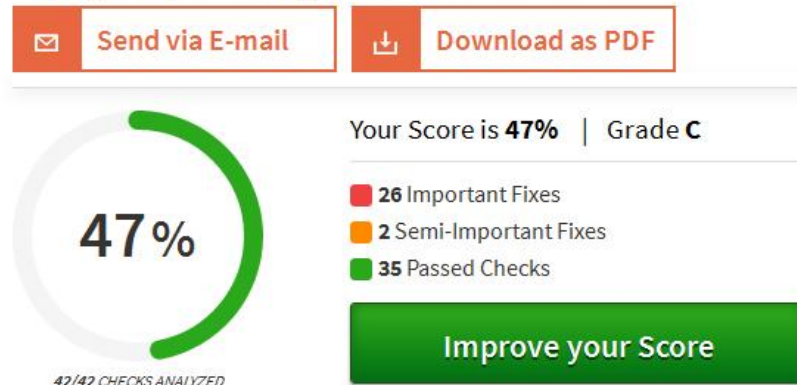 Send via E-mail
Download as PDF
Your Score is 47% | Grade C
47%
26 Important Fixes
2 Semi-Important Fixes
35 Passed Checks
Improve your Score
42/42 CHECKS ANALYZED